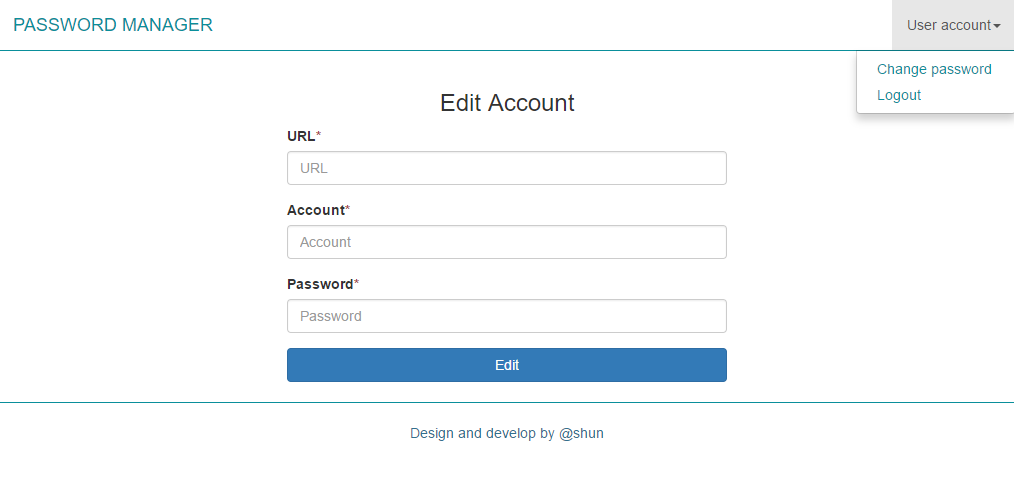 PASSWORD MANAGER
User account
Change password
Logout
Edit Account
URL*
URL
Account*
Account
Password*
Password
Edit
Design and develop by @shun